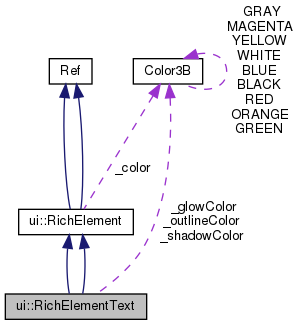 GRAY
MAGENTA
YELLOW
WHITE
BLUE
BLACK
RED
ORANGE
GREEN
Ref
Color3B
_color
ui::RichElement
_glowColor
_outlineColor
_shadowColor
ui::RichElementText